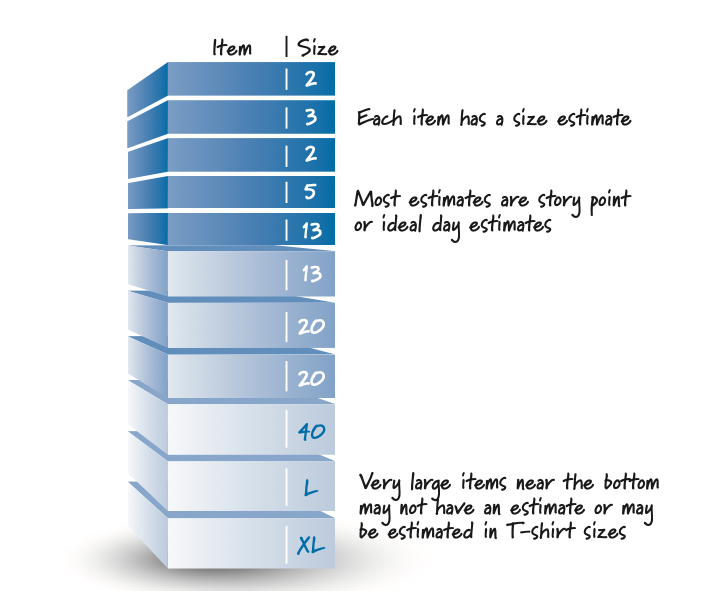 Item | Size
2
3
Each item has a size estimate
2
5
Most estimates are story point
or ideal day estimates
13
13
20
20
40
L
Very large items near the bottom
may not have an estimate or may
be estimated in T-shirt sizes
XL